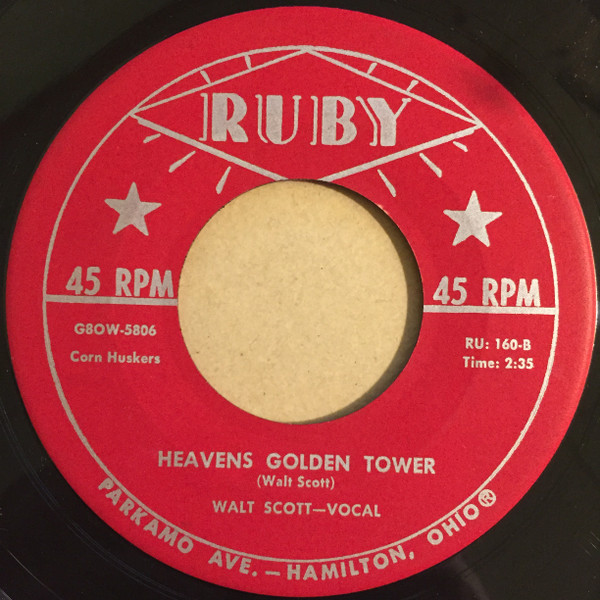 RUBY
45 RPM
45 RPM
G8OW-5806
Corn Huskers
RU: 160-B
Time: 2:35
HEAVENS GOLDEN TOWER
(Walt Scott)
WALT SCOTT—VOCAL
PARKAMO AVE.—HAMILTON, OHIO®